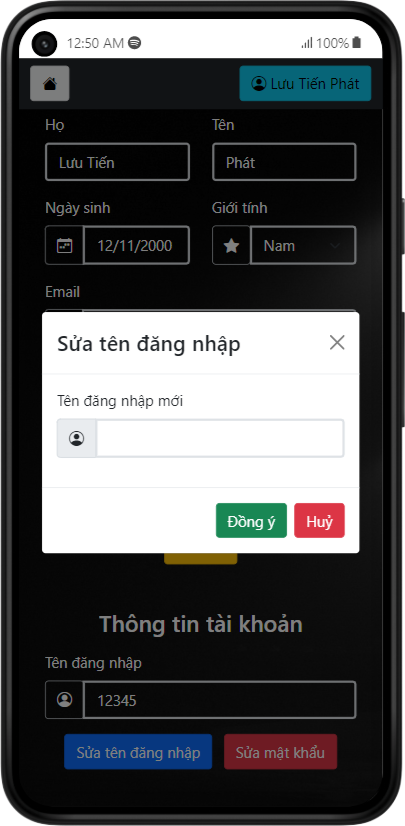 12:50 AM 100%
Lưu Tiến Phát
Họ Tên
Lưu Tiến Phát
Ngày sinh Giới tính
12/11/2000 Nam
Email
Sửa tên đăng nhập
Tên đăng nhập mới
Đồng ý Huỷ
Thông tin tài khoản
Tên đăng nhập
12345
Sửa tên đăng nhập Sửa mật khẩu